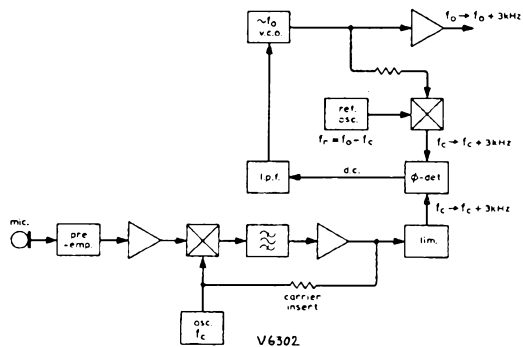 ~f₀
v.c.o.
f₀ → f₀ + 3kHz
ref.
osc.
fᵣ = f₀ − f꜀
f꜀ → f꜀ + 3kHz
l.p.f.
d.c.
ϕ-det
f꜀ → f꜀ + 3kHz
mic.
pre
-emp.
lim.
carrier
insert
osc.
f꜀
V6302